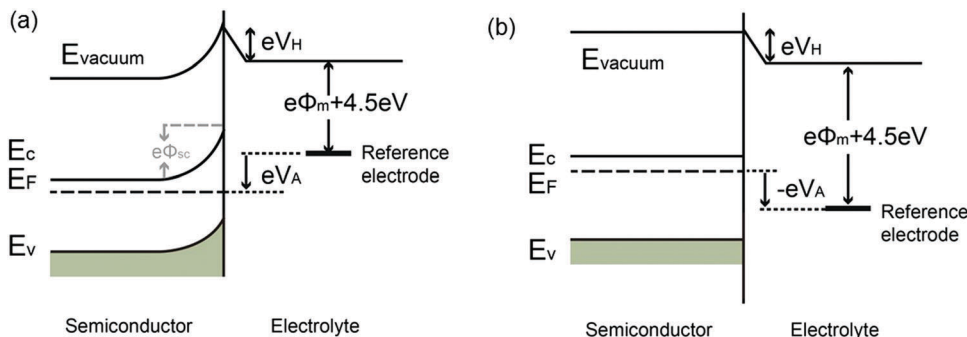 (a)
Evacuum
eVH
eΦm+4.5eV
eΦsc
Ec
EF
Reference
electrode
eVA
Ev
Semiconductor
Electrolyte
(b)
Evacuum
eVH
eΦm+4.5eV
Ec
EF
-eVA
Reference
electrode
Ev
Semiconductor
Electrolyte